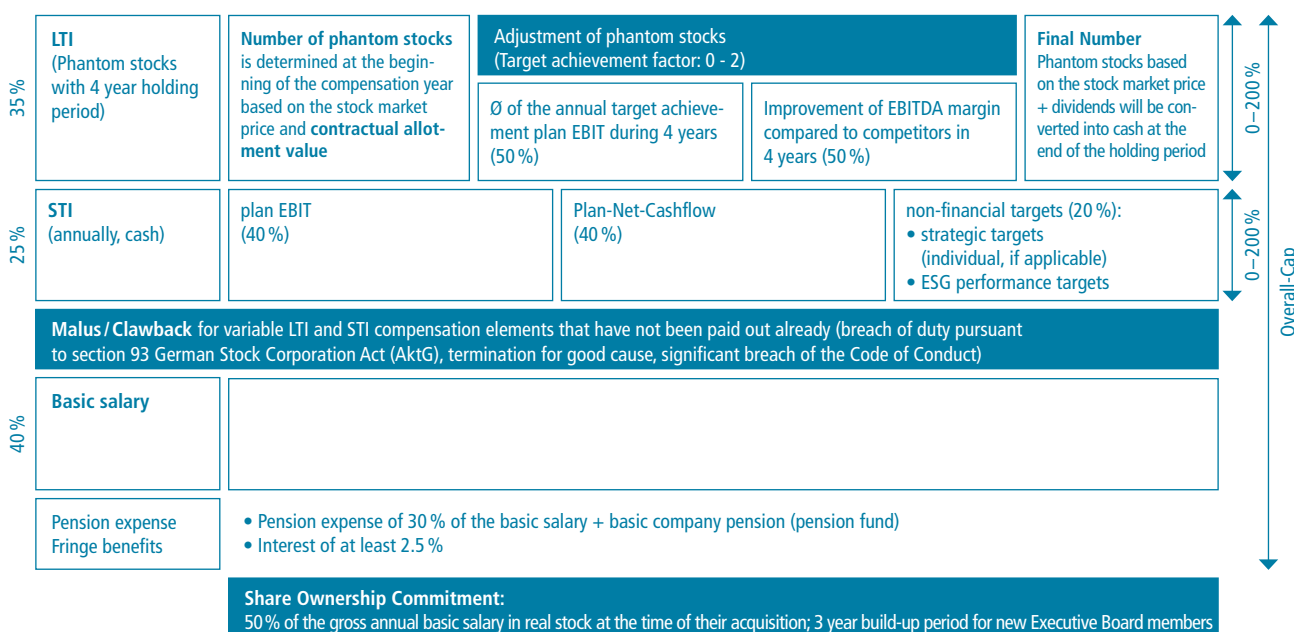 35 %
LTI
(Phantom stocks
with 4 year holding
period)
Number of phantom stocks
is determined at the begin-
ning of the compensation year
based on the stock market
price and contractual allot-
ment value
Adjustment of phantom stocks
(Target achievement factor: 0 - 2)
Ø of the annual target achieve-
ment plan EBIT during 4 years
(50 %)
Improvement of EBITDA margin
compared to competitors in
4 years (50 %)
Final Number
Phantom stocks based
on the stock market price
+ dividends will be con-
verted into cash at the
end of the holding period
0–200 %
25 %
STI
(annually, cash)
plan EBIT
(40 %)
Plan-Net-Cashflow
(40 %)
non-financial targets (20 %):
• strategic targets
(individual, if applicable)
• ESG performance targets
0–200 %
Overall-Cap
Malus / Clawback for variable LTI and STI compensation elements that have not been paid out already (breach of duty pursuant
to section 93 German Stock Corporation Act (AktG), termination for good cause, significant breach of the Code of Conduct)
40 %
Basic salary
Pension expense
Fringe benefits
• Pension expense of 30 % of the basic salary + basic company pension (pension fund)
• Interest of at least 2.5 %
Share Ownership Commitment:
50 % of the gross annual basic salary in real stock at the time of their acquisition; 3 year build-up period for new Executive Board members